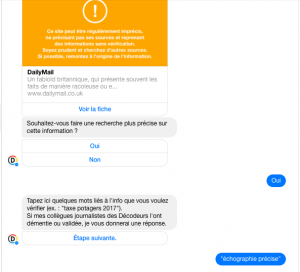 !
Ce site peut être régulièrement imprécis,
ne précisant pas ses sources et reprenant
des informations sans vérification.
Soyez prudent et cherchez d'autres sources.
Si possible, remontez à l'origine de l'information.
DailyMail
Un tabloïd britannique, qui présente souvent les
faits de manière racoleuse ou e...
www.dailymail.co.uk
Voir la fiche
Souhaitez-vous faire une recherche plus précise sur
cette information ?
Oui
Non
Oui
Tapez ici quelques mots liés à l'info que vous voulez
vérifier (ex. : "taxe potagers 2017").
Si mes collègues journalistes des Décodeurs l'ont
démentie ou validée, je vous donnerai une réponse.
Étape suivante.
"échographie précise"